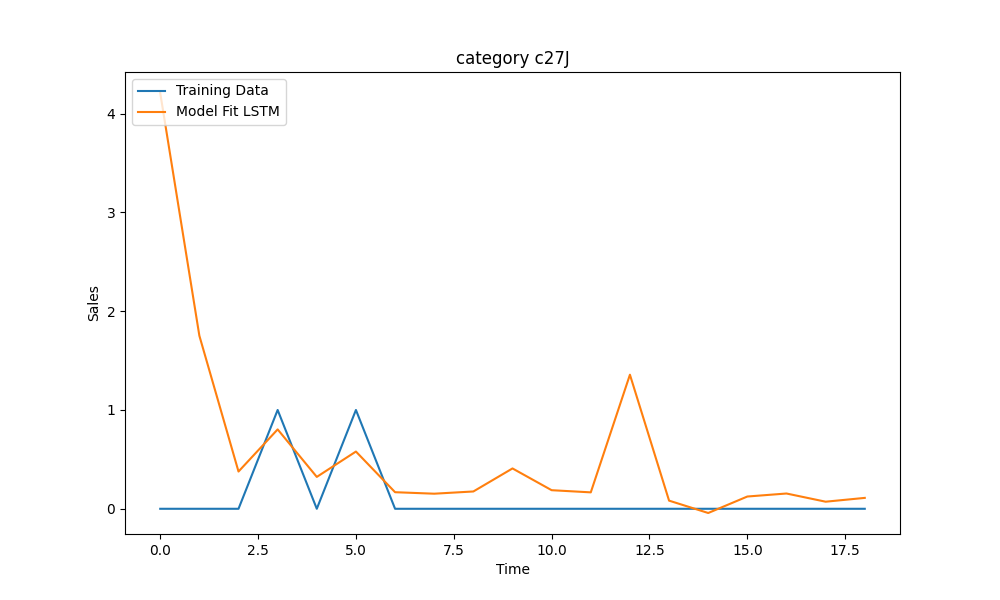 category c27J
Training Data
Model Fit LSTM
4
3
2
1
0
Sales
0.0 2.5 5.0 7.5 10.0 12.5 15.0 17.5
Time